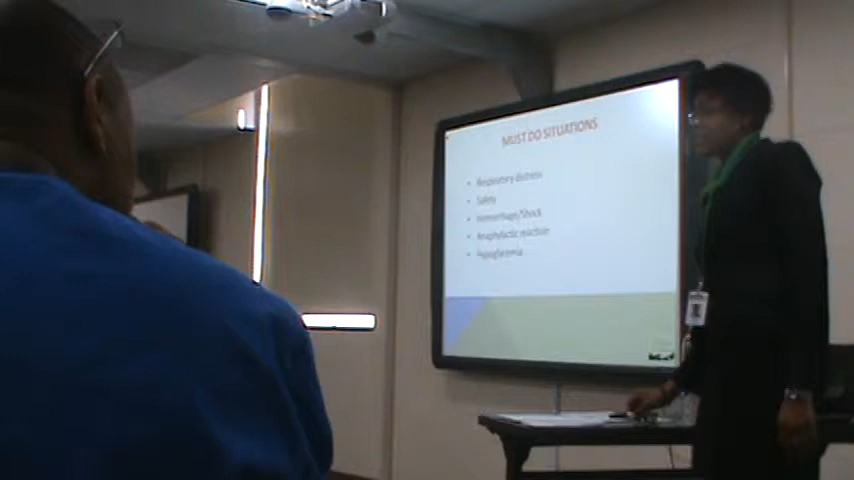 MUST DO SITUATIONS
• Respiratory distress
• Safety
• Hemorrhage/Shock
• Anaphylactic reaction
• Hypoglycemia